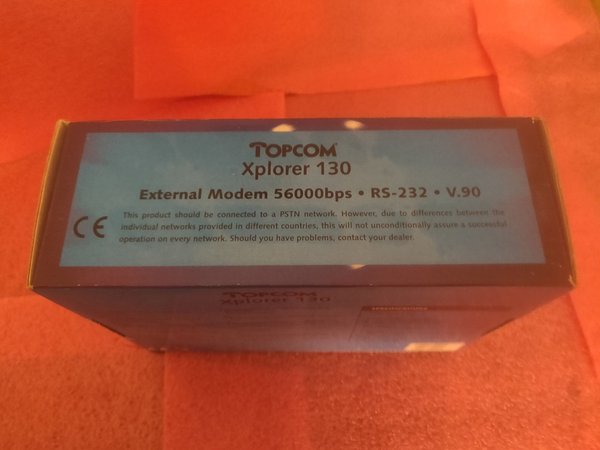 TOPCOM
Xplorer 130
External Modem 56000bps • RS-232 • V.90
CE
This product should be connected to a PSTN network. However, due to differences between the
individual networks provided in different countries, this will not unconditionally assure a successful
operation on every network. Should you have problems, contact your dealer.
TOPCOM
Xplorer 130